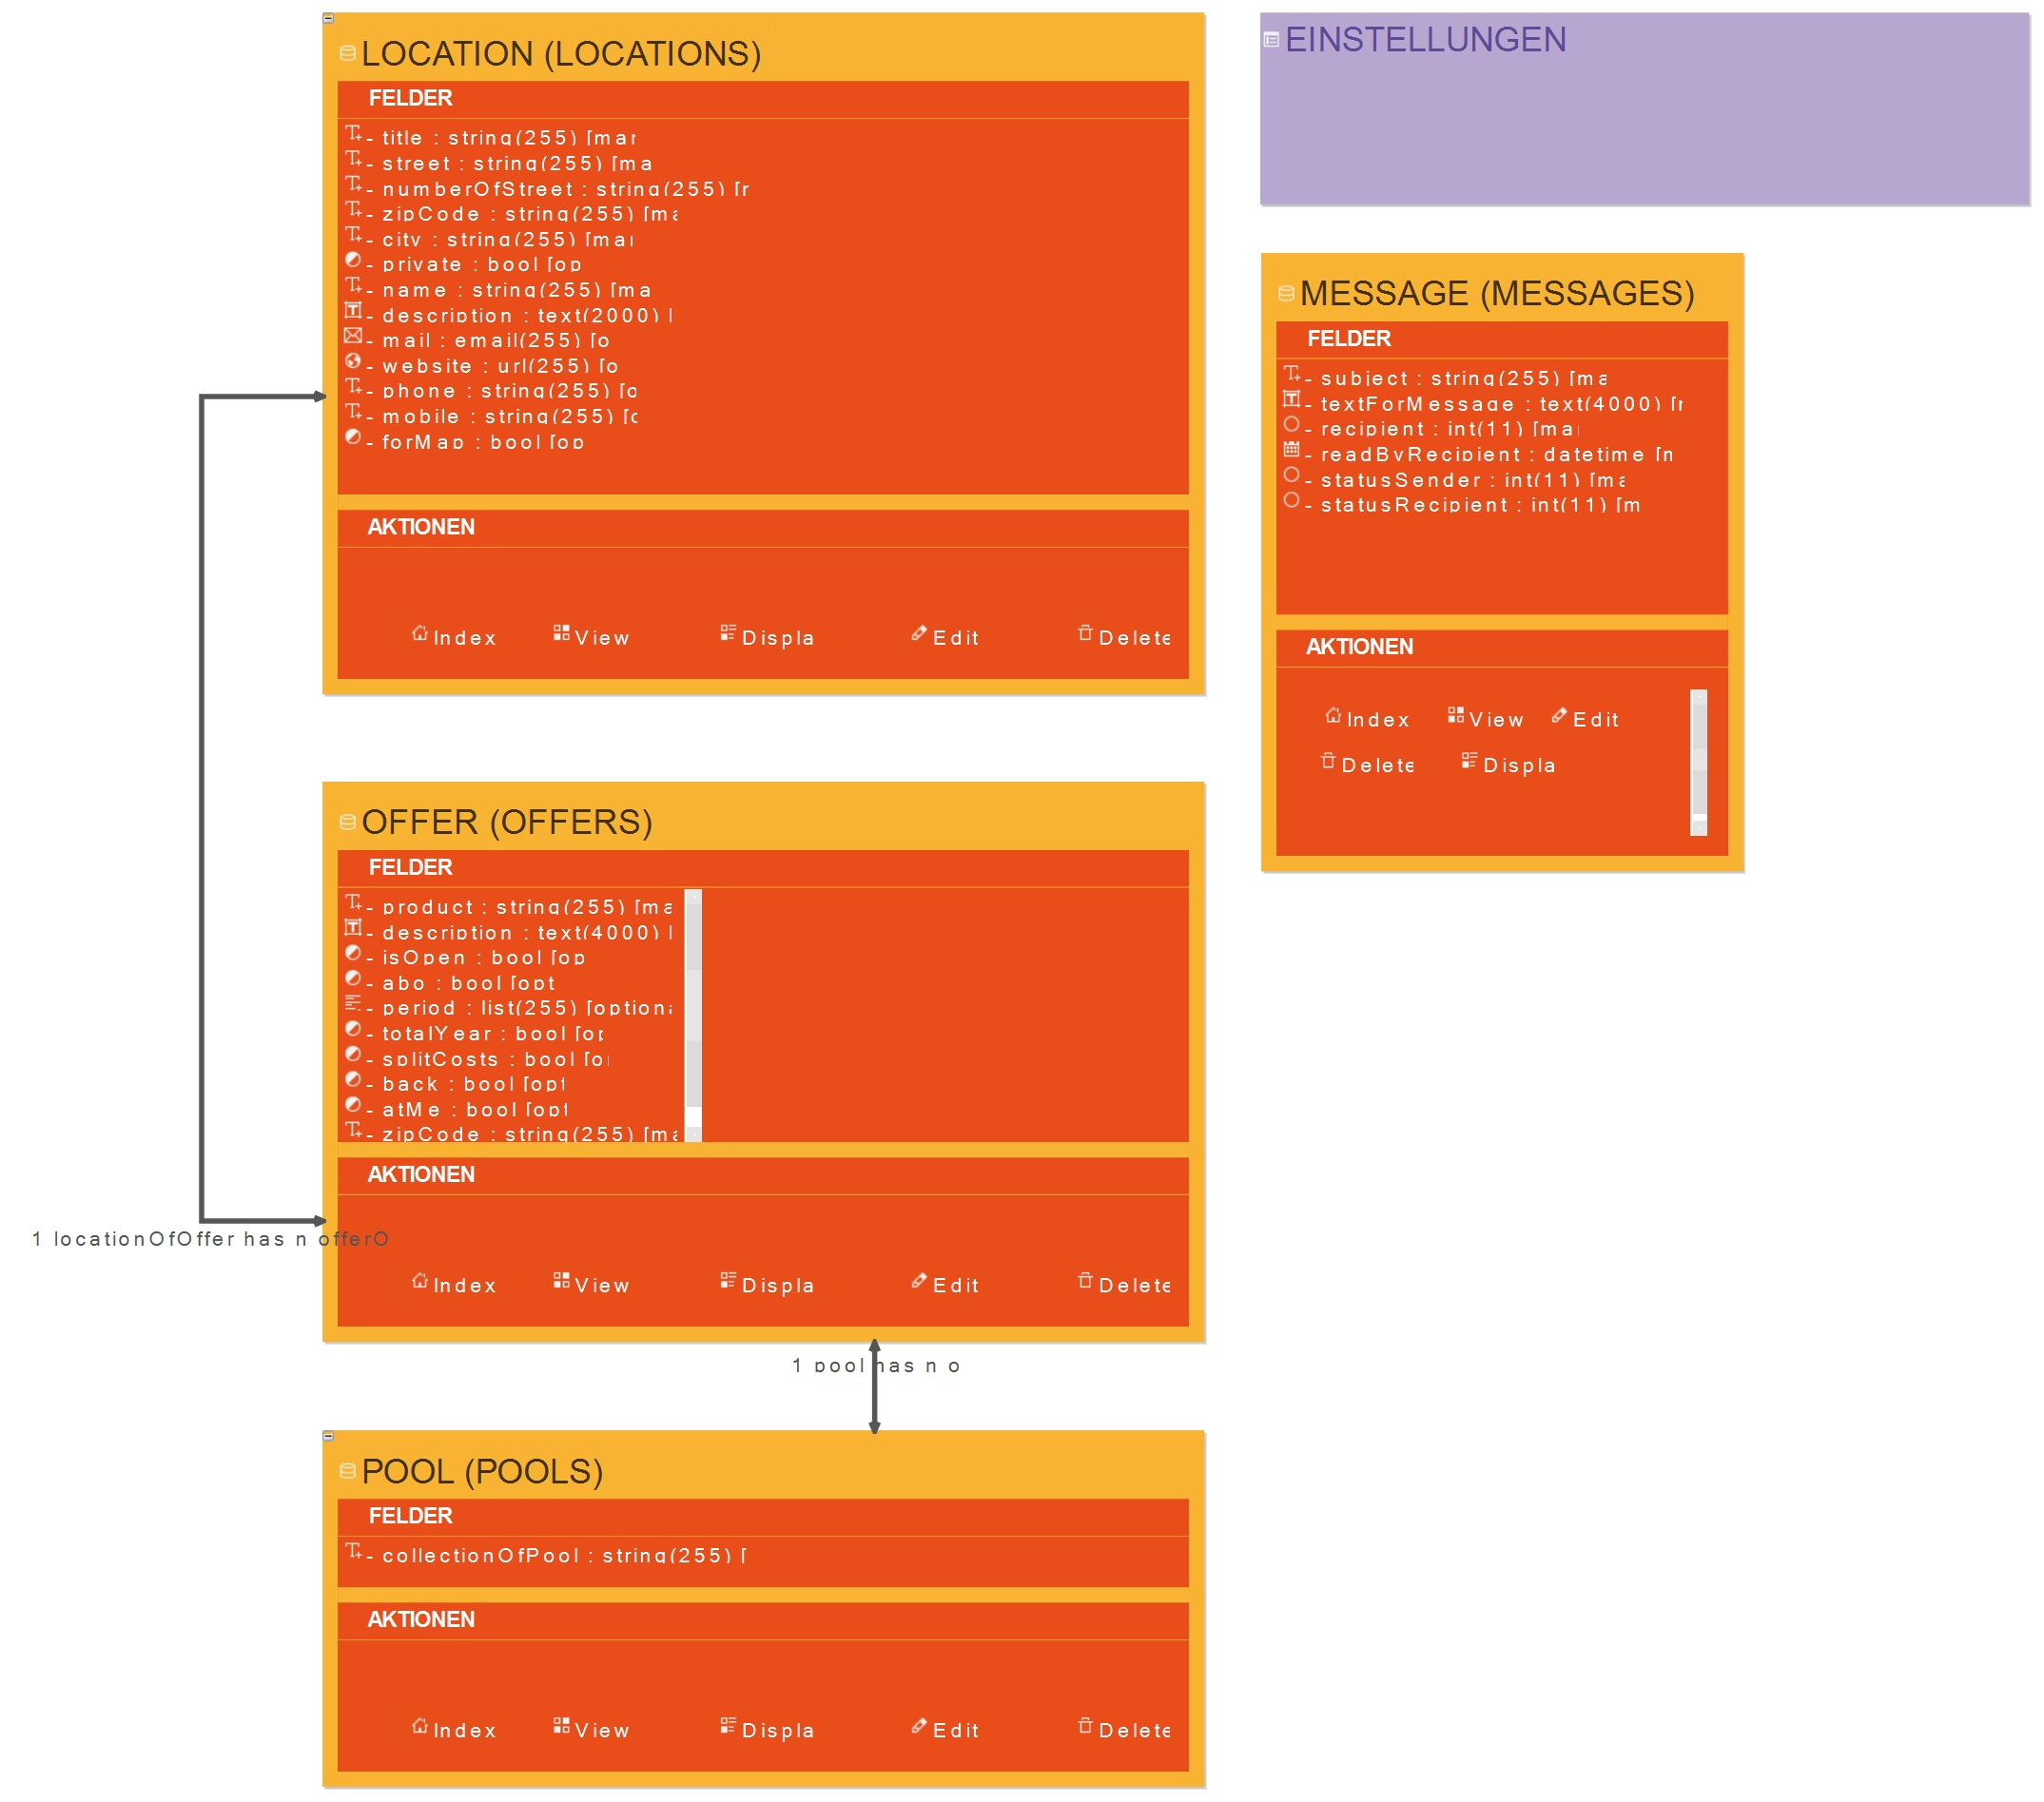 LOCATION (LOCATIONS)
FELDER
- title : string(255) [mar
- street : string(255) [ma
- numberOfStreet : string(255) [r
- zipCode : string(255) [ma
- city : string(255) [mar
- private : bool [op
- name : string(255) [ma
- description : text(2000) [
- mail : email(255) [o
- website : url(255) [o
- phone : string(255) [o
- mobile : string(255) [o
- forMap : bool [op
AKTIONEN
Index View Displa Edit Delete
EINSTELLUNGEN
MESSAGE (MESSAGES)
FELDER
- subject : string(255) [ma
- textForMessage : text(4000) [r
- recipient : int(11) [ma
- readByRecipient : datetime [n
- statusSender : int(11) [ma
- statusRecipient : int(11) [m
AKTIONEN
Index View Edit
Delete Displa
OFFER (OFFERS)
FELDER
- product : string(255) [ma
- description : text(4000) [
- isOpen : bool [op
- abo : bool [opt
- period : list(255) [optiona
- totalYear : bool [op
- splitCosts : bool [o
- back : bool [opt
- atMe : bool [opt
- zipCode : string(255) [ma
AKTIONEN
1 locationOfOffer has n offerO
Index View Displa Edit Delete
1 pool has n o
POOL (POOLS)
FELDER
- collectionOfPool : string(255) [
AKTIONEN
Index View Displa Edit Delete